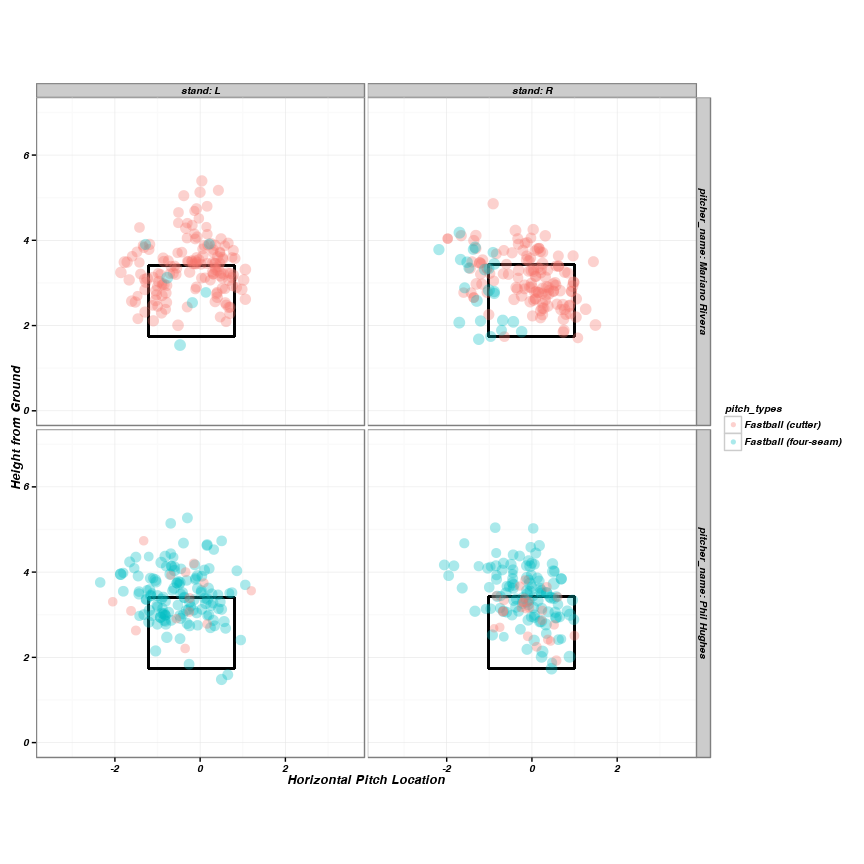 stand: L
stand: R
6
4
2
0
pitcher_name: Mariano Rivera
6
4
2
0
pitcher_name: Phil Hughes
-2
0
2
-2
0
2
Horizontal Pitch Location
Height from Ground
pitch_types
Fastball (cutter)
Fastball (four-seam)